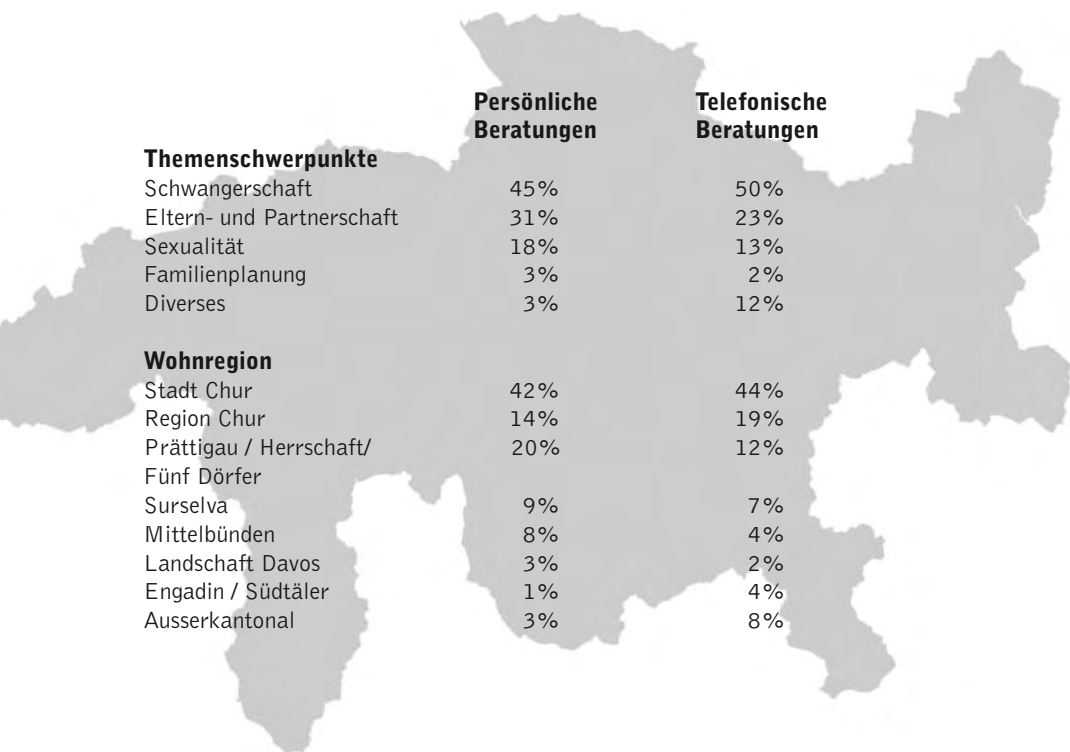 Persönliche Beratungen Telefonische Beratungen
Themenschwerpunkte
Schwangerschaft 45% 50%
Eltern- und Partnerschaft 31% 23%
Sexualität 18% 13%
Familienplanung 3% 2%
Diverses 3% 12%
Wohnregion
Stadt Chur 42% 44%
Region Chur 14% 19%
Prättigau / Herrschaft/ 20% 12%
Fünf Dörfer
Surselva 9% 7%
Mittelbünden 8% 4%
Landschaft Davos 3% 2%
Engadin / Südtäler 1% 4%
Ausserkantonal 3% 8%